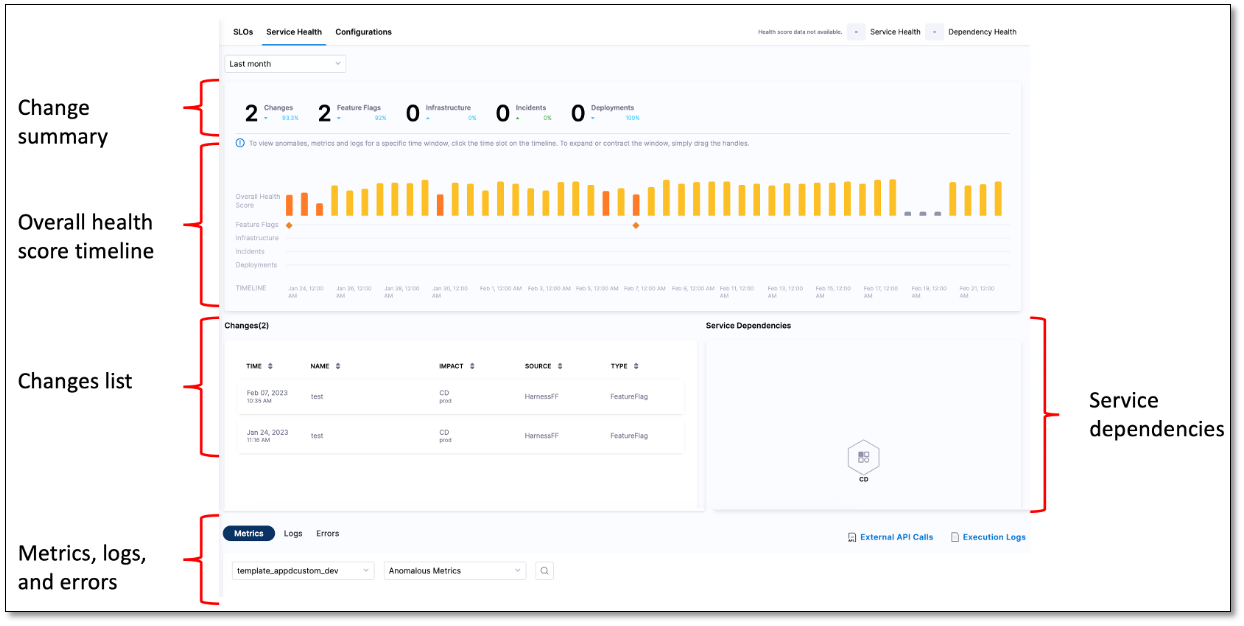 SLOs Service Health Configurations
Health score data not available. - Service Health - Dependency Health
Last month
Change
summary
2 Changes 93.3% 2 Feature Flags 92% 0 Infrastructure 0% 0 Incidents 0% 0 Deployments 100%
To view anomalies, metrics and logs for a specific time window, click the time slot on the timeline. To expand or contract the window, simply drag the handles.
Overall health
score timeline
Overall Health
Score
Feature Flags
Infrastructure
Incidents
Deployments
TIMELINE Jan 24, 12:00 AM Jan 26, 12:00 AM Jan 28, 12:00 AM Jan 30, 12:00 AM Feb 1, 12:00 AM Feb 3, 12:00 AM Feb 5, 12:00 AM Feb 7, 12:00 AM Feb 9, 12:00 AM Feb 11, 12:00 AM Feb 13, 12:00 AM Feb 15, 12:00 AM Feb 17, 12:00 AM Feb 19, 12:00 AM Feb 21, 12:00 AM
Changes list
Changes(2)
TIME NAME IMPACT SOURCE TYPE
Feb 07, 2023 test CD HarnessFF FeatureFlag
10:35 AM prod
Jan 24, 2023 test CD HarnessFF FeatureFlag
11:16 AM prod
Service Dependencies
CD
Service
dependencies
Metrics, logs,
and errors
Metrics Logs Errors
API External API Calls Execution Logs
template_appdcustom_dev Anomalous Metrics